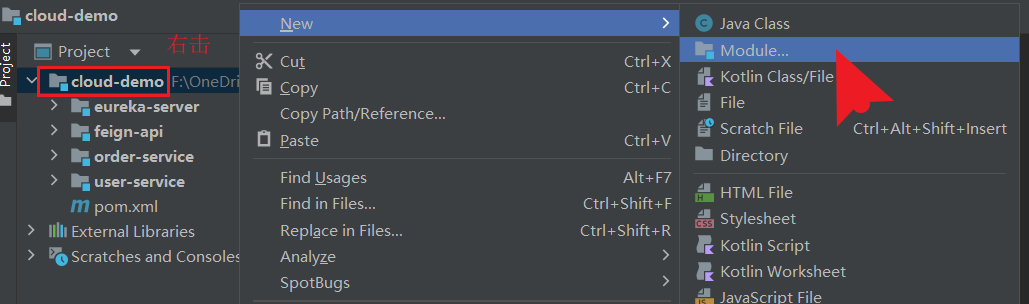 cloud-demo
Project
Project
右击
cloud-demo F:\OneDri
eureka-server
feign-api
order-service
user-service
m pom.xml
External Libraries
Scratches and Consoles
New
Cut Ctrl+X
Copy Ctrl+C
Copy Path/Reference...
Paste Ctrl+V
Find Usages Alt+F7
Find in Files... Ctrl+Shift+F
Replace in Files... Ctrl+Shift+R
Analyze
SpotBugs
Java Class
Module...
Kotlin Class/File
File
Scratch File Ctrl+Alt+Shift+Insert
Directory
HTML File
Stylesheet
Kotlin Script
Kotlin Worksheet
JavaScript File